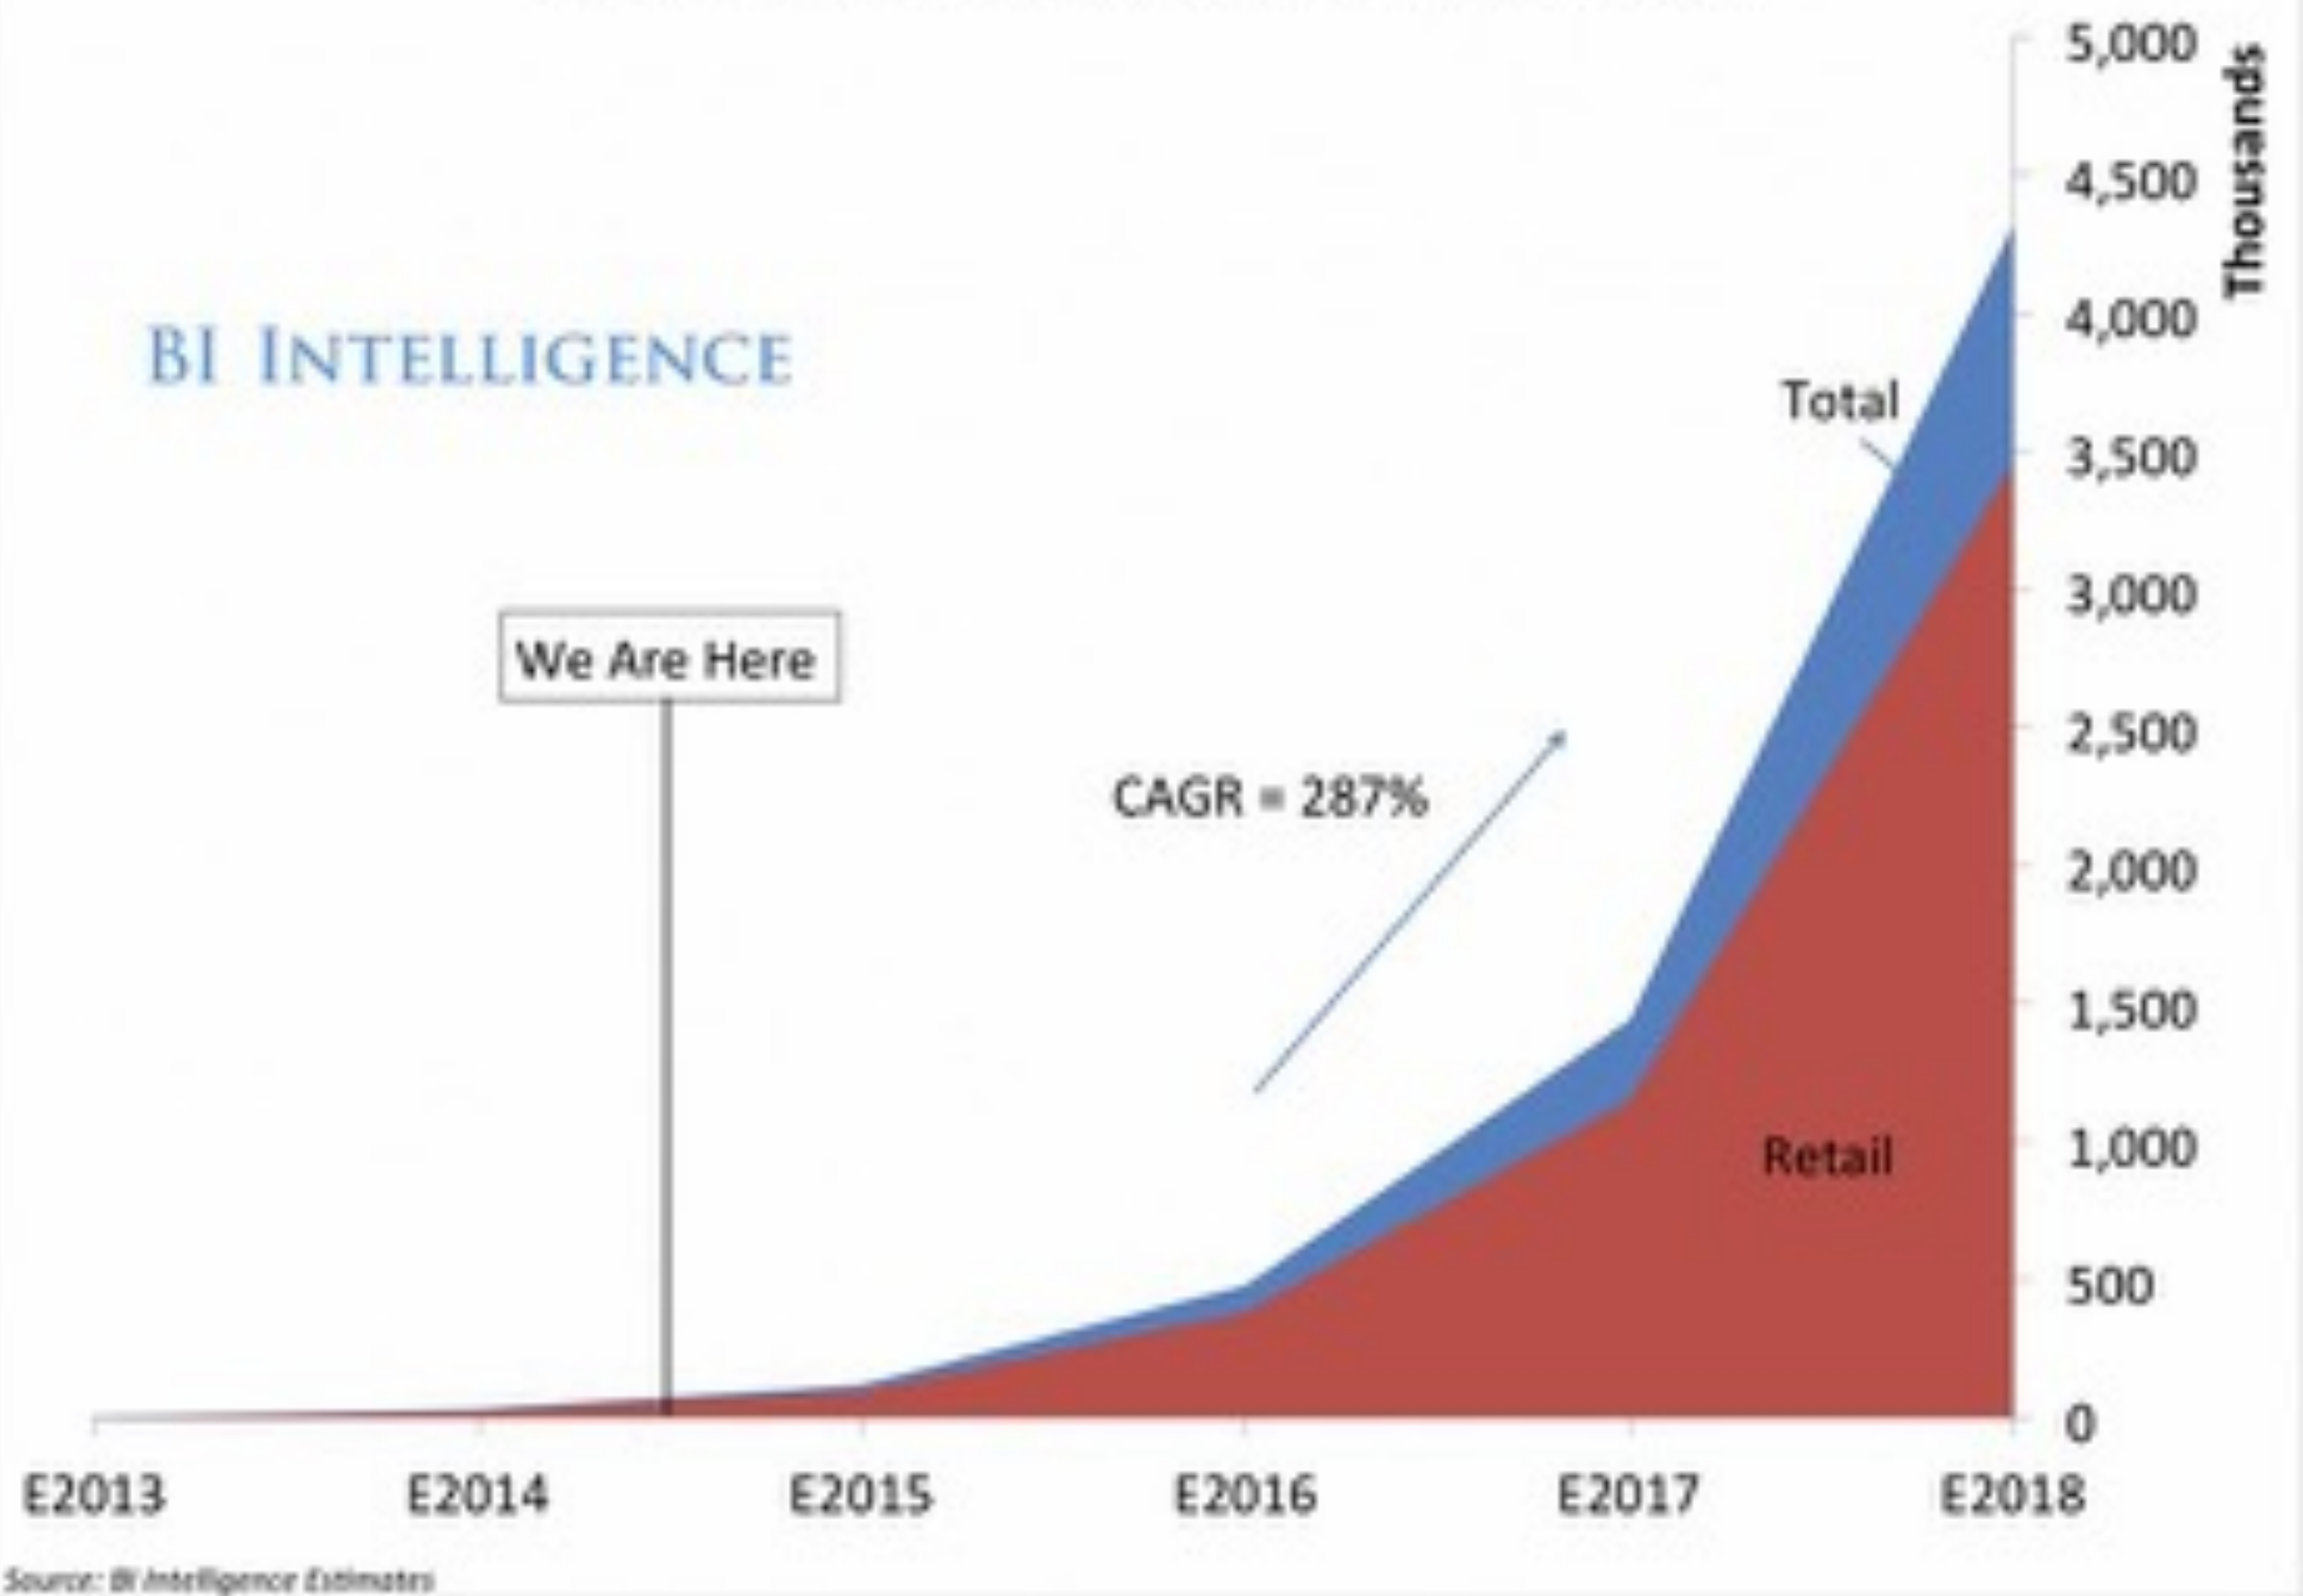 5,000
Thousands
4,500
4,000
BI INTELLIGENCE
Total
3,500
3,000
We Are Here
2,500
CAGR = 287%
2,000
1,500
1,000
Retail
500
0
E2013 E2014 E2015 E2016 E2017 E2018
Source: BI Intelligence Estimates